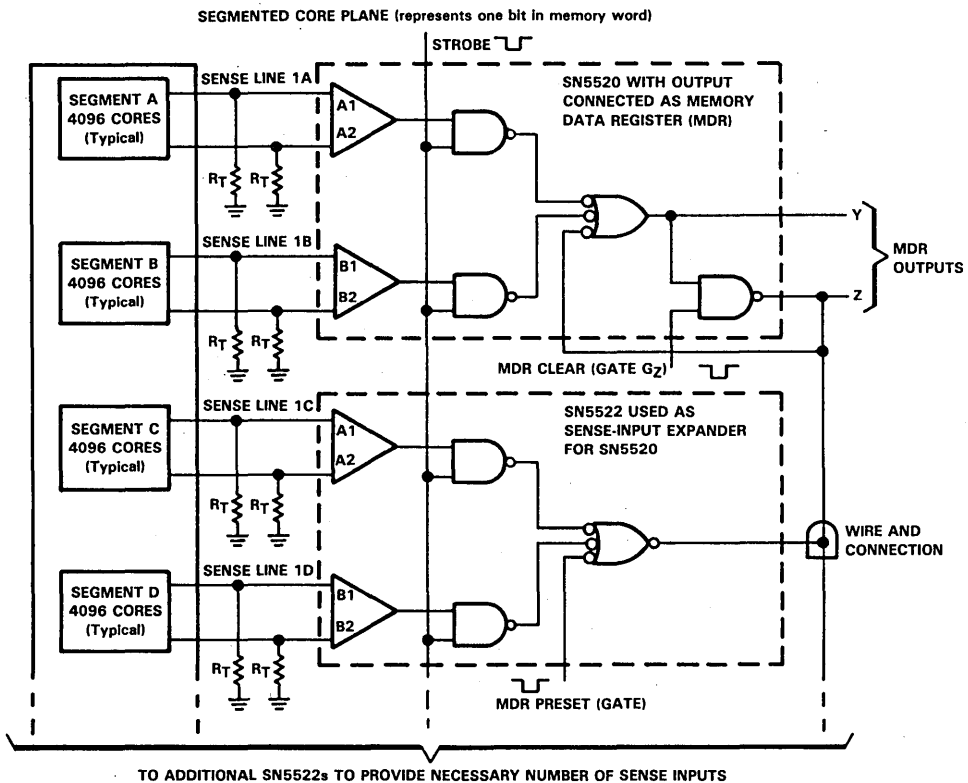 SEGMENTED CORE PLANE (represents one bit in memory word)
STROBE
SENSE LINE 1A
SEGMENT A
4096 CORES
(Typical)
A1
A2
RT
RT
SN5520 WITH OUTPUT
CONNECTED AS MEMORY
DATA REGISTER (MDR)
Y
MDR
OUTPUTS
Z
SENSE LINE 1B
SEGMENT B
4096 CORES
(Typical)
B1
B2
RT
RT
MDR CLEAR (GATE GZ)
SENSE LINE 1C
SEGMENT C
4096 CORES
(Typical)
A1
A2
RT
RT
SN5522 USED AS
SENSE-INPUT EXPANDER
FOR SN5520
WIRE AND
CONNECTION
SENSE LINE 1D
SEGMENT D
4096 CORES
(Typical)
B1
B2
RT
RT
MDR PRESET (GATE)
TO ADDITIONAL SN5522s TO PROVIDE NECESSARY NUMBER OF SENSE INPUTS